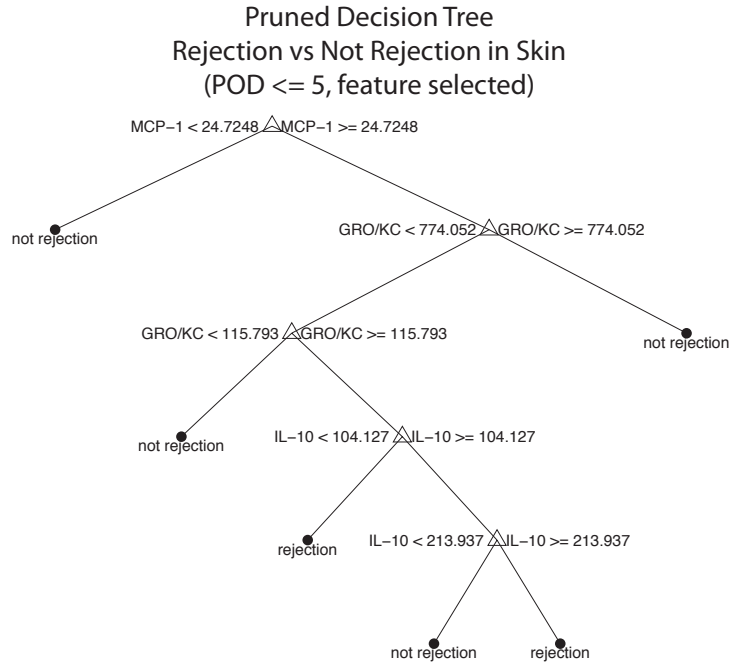 Pruned Decision Tree
Rejection vs Not Rejection in Skin
(POD <= 5, feature selected)
MCP−1 < 24.7248 MCP−1 >= 24.7248
not rejection
GRO/KC < 774.052 GRO/KC >= 774.052
GRO/KC < 115.793 GRO/KC >= 115.793
not rejection
not rejection
IL−10 < 104.127 IL−10 >= 104.127
rejection
IL−10 < 213.937 IL−10 >= 213.937
not rejection
rejection